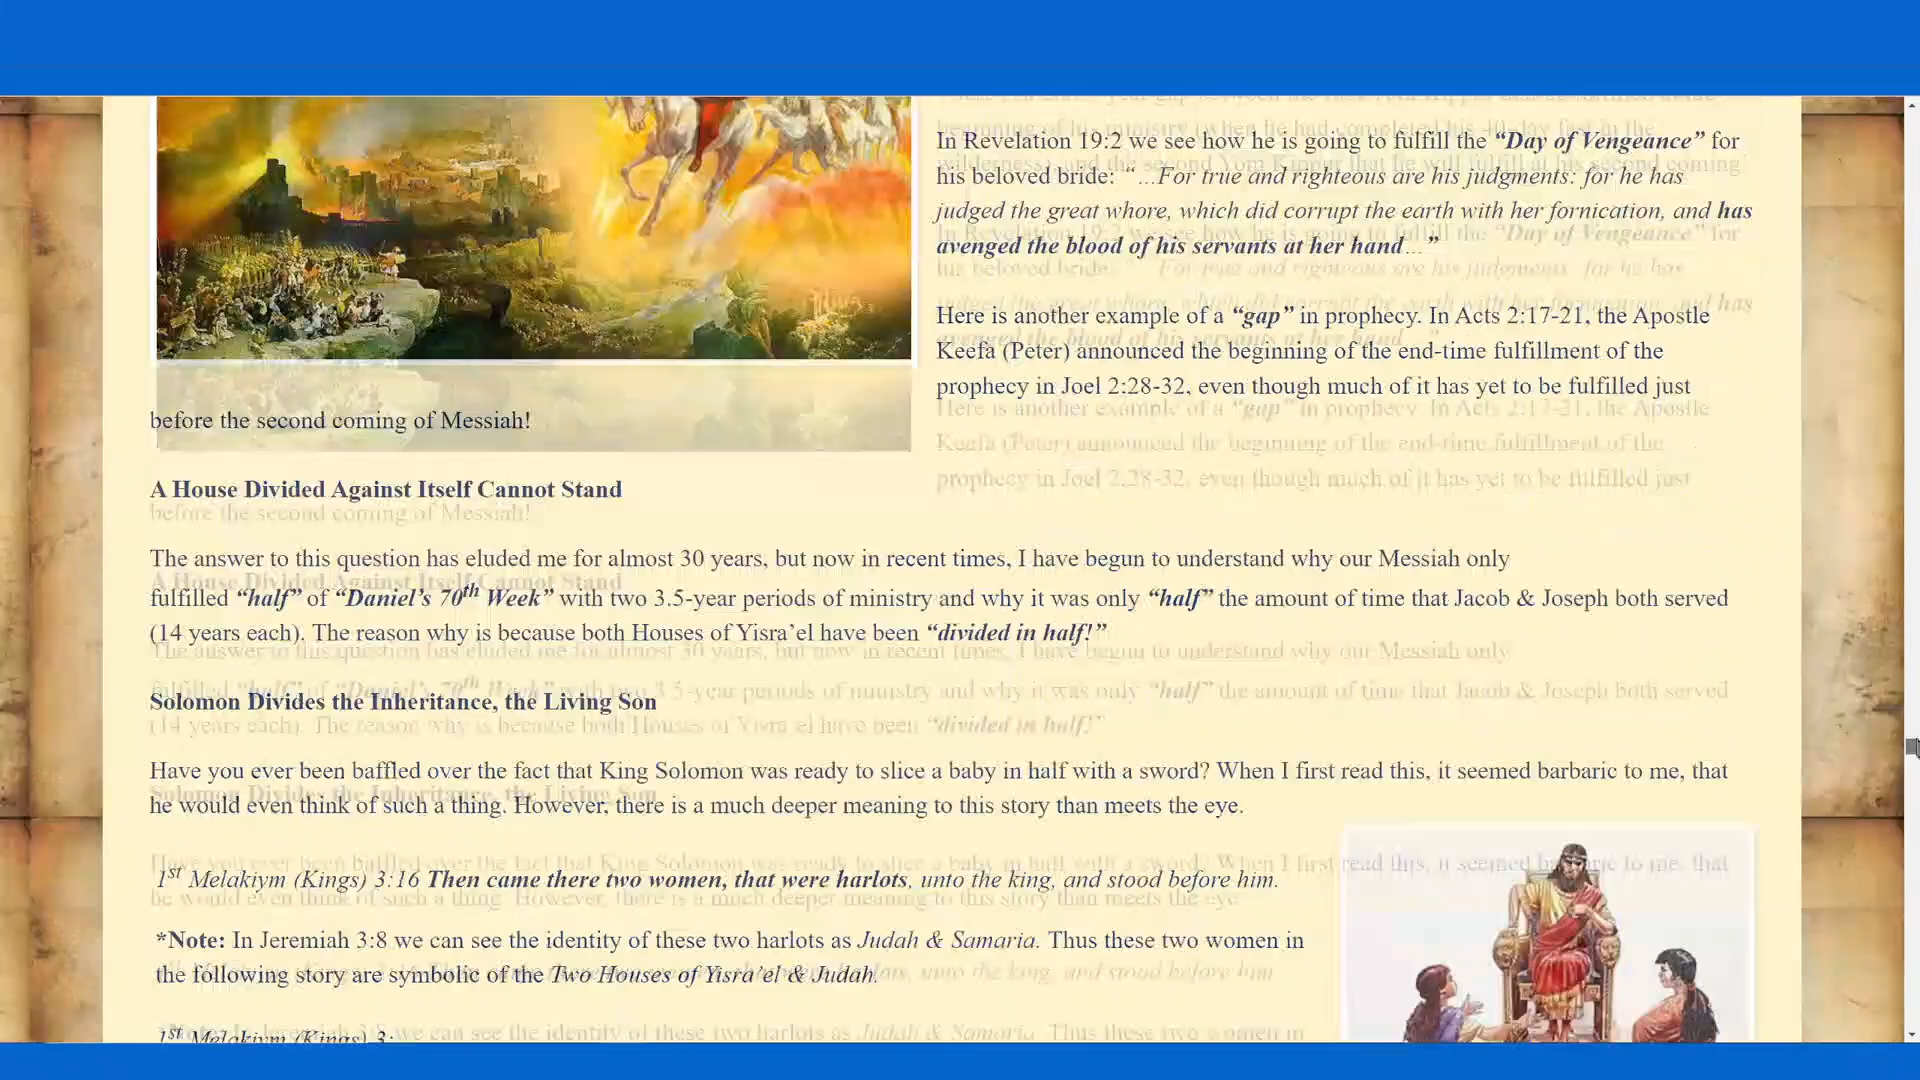 In Revelation 19:2 we see how he is going to fulfill the “Day of Vengeance” for
his beloved bride: “…For true and righteous are his judgments: for he has
judged the great whore, which did corrupt the earth with her fornication, and has
avenged the blood of his servants at her hand…”
Here is another example of a “gap” in prophecy. In Acts 2:17-21, the Apostle
Keefa (Peter) announced the beginning of the end-time fulfillment of the
prophecy in Joel 2:28-32, even though much of it has yet to be fulfilled just
before the second coming of Messiah!
A House Divided Against Itself Cannot Stand
The answer to this question has eluded me for almost 30 years, but now in recent times, I have begun to understand why our Messiah only
fulfilled “half” of “Daniel’s 70th Week” with two 3.5-year periods of ministry and why it was only “half” the amount of time that Jacob & Joseph both served
(14 years each). The reason why is because both Houses of Yisra’el have been “divided in half!”
Solomon Divides the Inheritance, the Living Son
Have you ever been baffled over the fact that King Solomon was ready to slice a baby in half with a sword? When I first read this, it seemed barbaric to me, that
he would even think of such a thing. However, there is a much deeper meaning to this story than meets the eye.
1st Melakiym (Kings) 3:16 Then came there two women, that were harlots, unto the king, and stood before him.
*Note: In Jeremiah 3:8 we can see the identity of these two harlots as Judah & Samaria. Thus these two women in
the following story are symbolic of the Two Houses of Yisra’el & Judah.
1st Melakiym (Kings) 3: